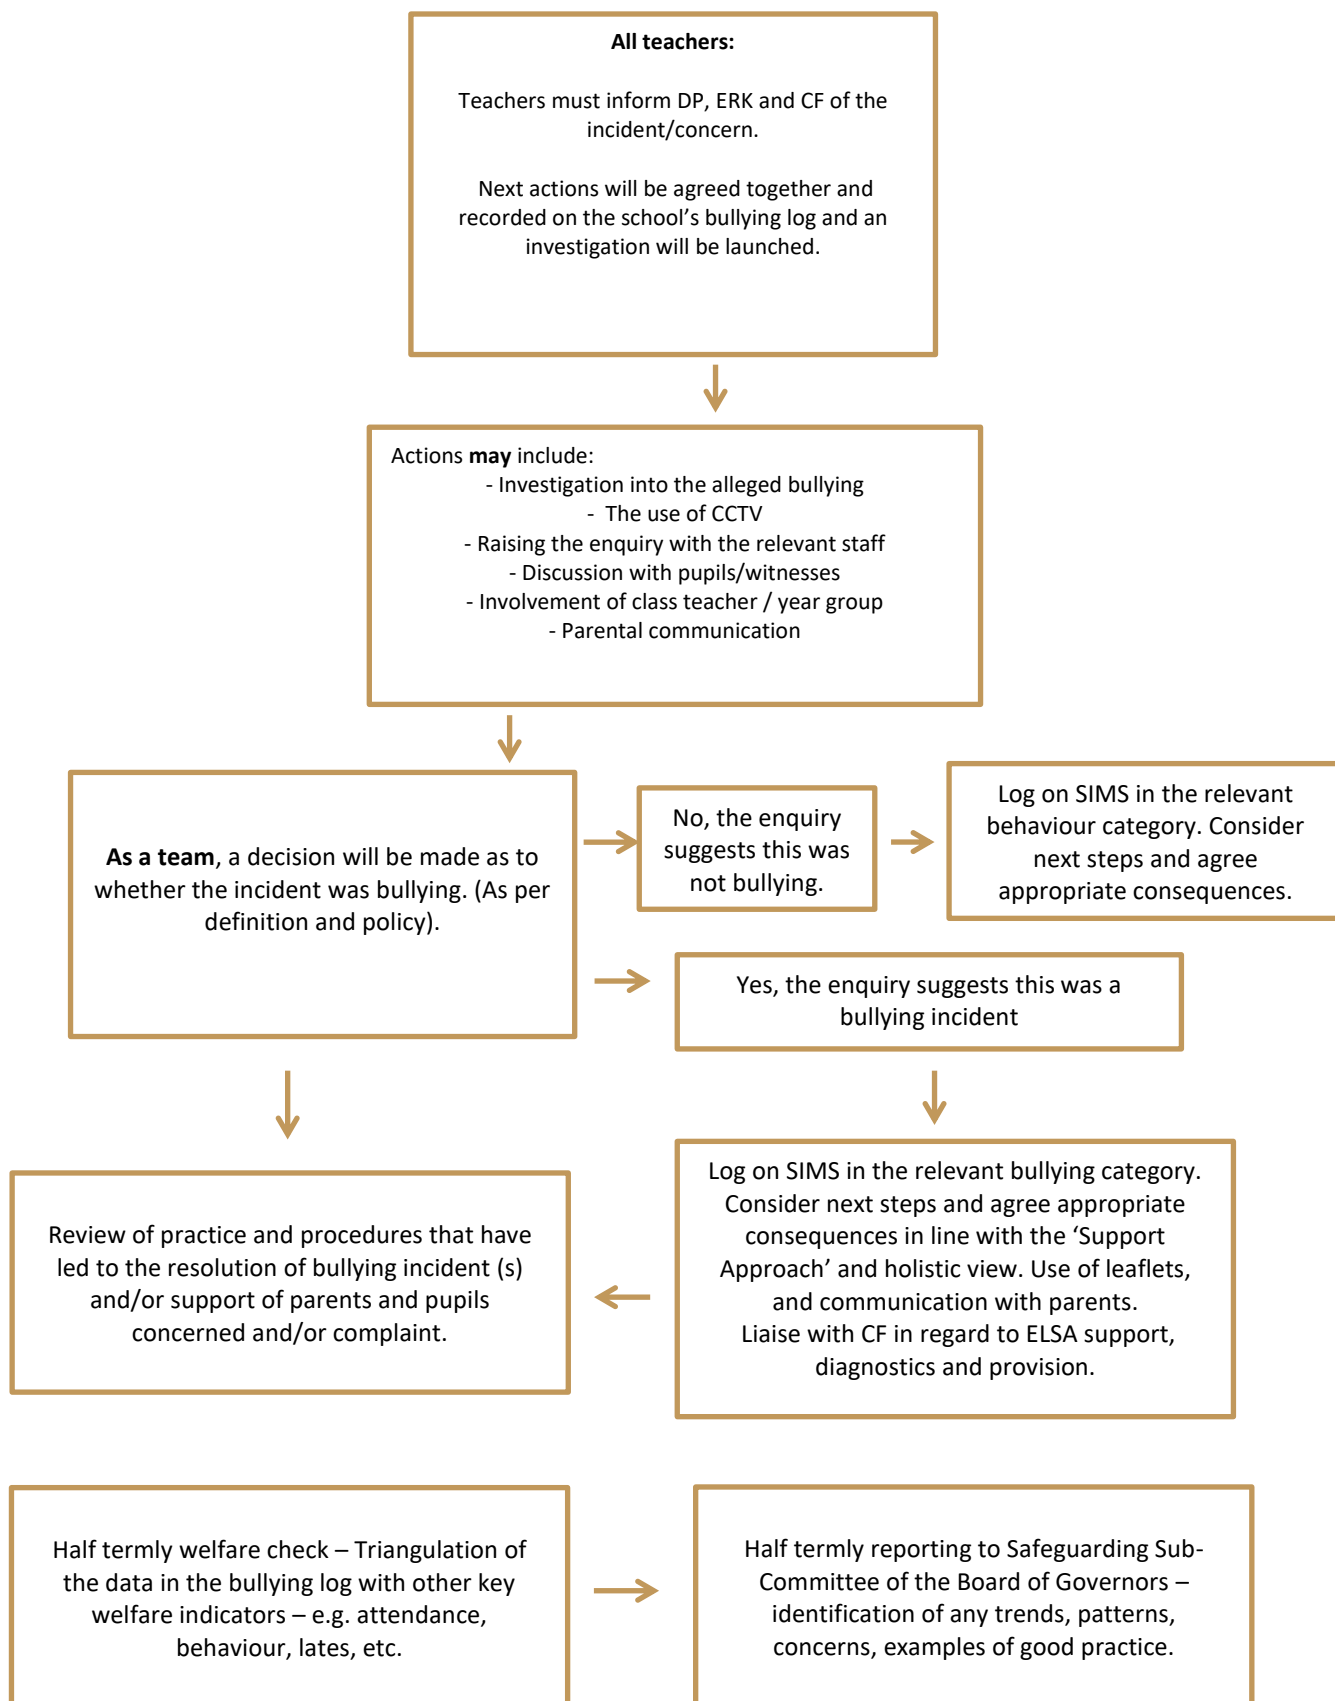 All teachers:
Teachers must inform DP, ERK and CF of the
incident/concern.
Next actions will be agreed together and
recorded on the school’s bullying log and an
investigation will be launched.
Actions may include:
- Investigation into the alleged bullying
- The use of CCTV
- Raising the enquiry with the relevant staff
- Discussion with pupils/witnesses
- Involvement of class teacher / year group
- Parental communication
As a team, a decision will be made as to
whether the incident was bullying. (As per
definition and policy).
No, the enquiry
suggests this was
not bullying.
Log on SIMS in the relevant
behaviour category. Consider
next steps and agree
appropriate consequences.
Yes, the enquiry suggests this was a
bullying incident
Log on SIMS in the relevant bullying category.
Consider next steps and agree appropriate
consequences in line with the ‘Support
Approach’ and holistic view. Use of leaflets,
and communication with parents.
Liaise with CF in regard to ELSA support,
diagnostics and provision.
Review of practice and procedures that have
led to the resolution of bullying incident (s)
and/or support of parents and pupils
concerned and/or complaint.
Half termly welfare check – Triangulation of
the data in the bullying log with other key
welfare indicators – e.g. attendance,
behaviour, lates, etc.
Half termly reporting to Safeguarding Sub-
Committee of the Board of Governors –
identification of any trends, patterns,
concerns, examples of good practice.